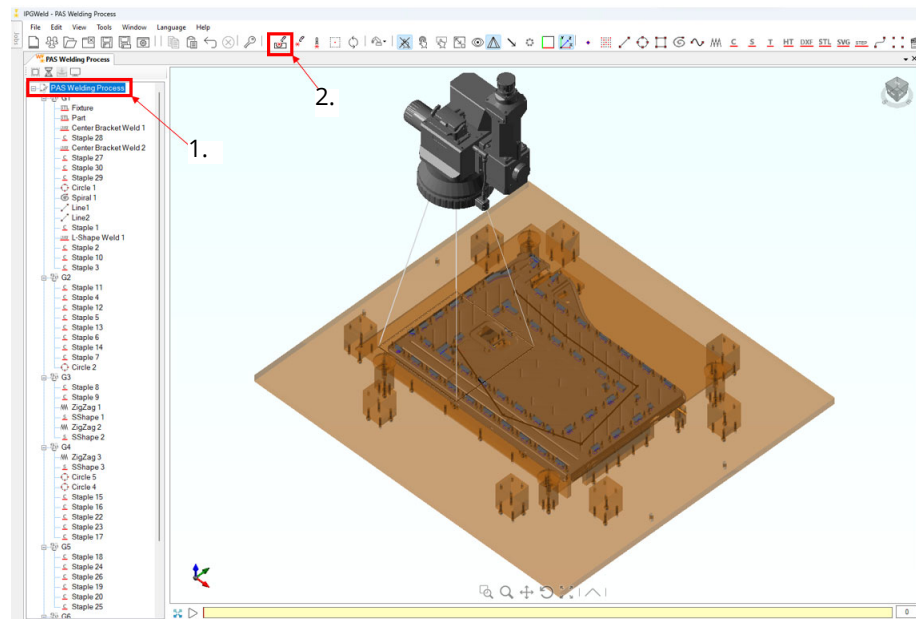 IPGWeld - PAS Welding Process
File Edit View Tools Window Language Help
C S T HT DXF STL SVG STEP
Jobs
PAS Welding Process
2.
PAS Welding Process
1.
G1
Fixture
Part
Center Bracket Weld 1
Staple 28
Center Bracket Weld 2
Staple 27
Staple 30
Staple 29
Circle 1
Spiral 1
Line1
Line2
Staple 1
L-Shape Weld 1
Staple 2
Staple 10
Staple 3
G2
Staple 11
Staple 4
Staple 12
Staple 5
Staple 13
Staple 6
Staple 14
Staple 7
Circle 2
G3
Staple 8
Staple 9
ZigZag 1
SShape 1
ZigZag 2
SShape 2
G4
ZigZag 3
SShape 3
Circle 5
Circle 4
Staple 15
Staple 16
Staple 22
Staple 23
Staple 17
G5
Staple 18
Staple 24
Staple 26
Staple 19
Staple 20
Staple 25
G6
0